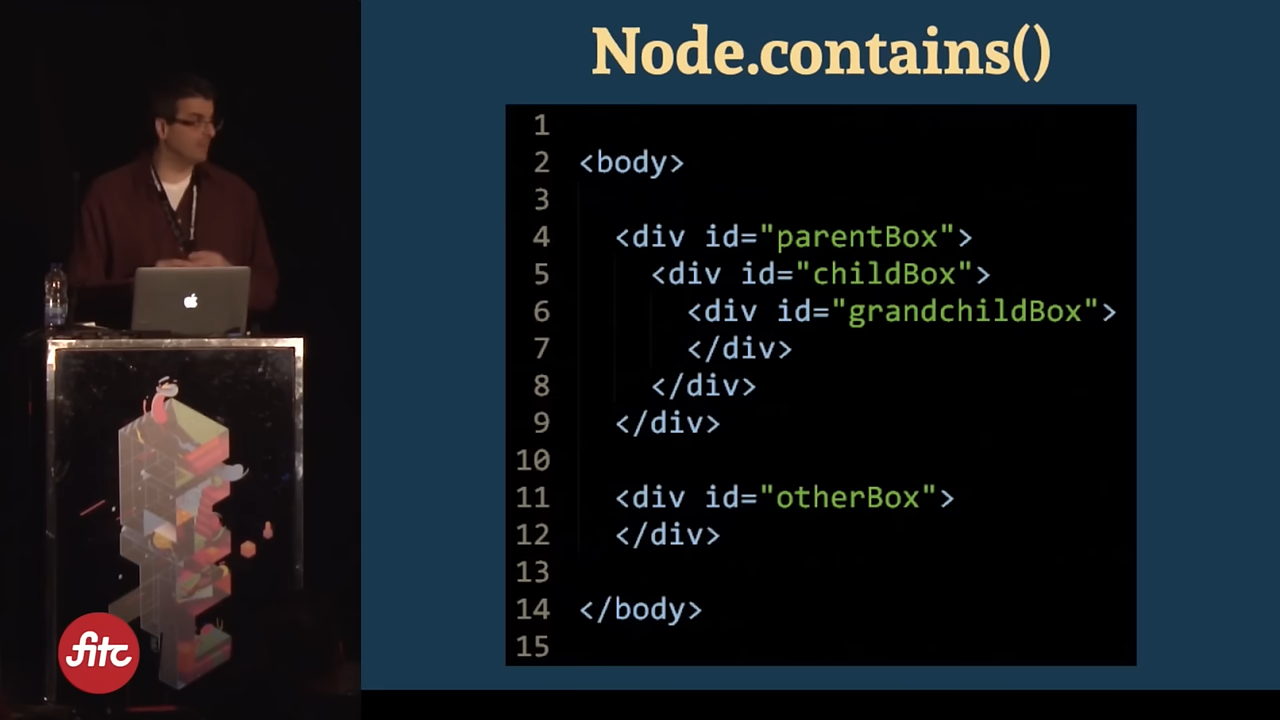 Node.contains()
1
2 <body>
3
4 <div id="parentBox">
5 <div id="childBox">
6 <div id="grandchildBox">
7 </div>
8 </div>
9 </div>
10
11 <div id="otherBox">
12 </div>
13
14 </body>
15
fitc